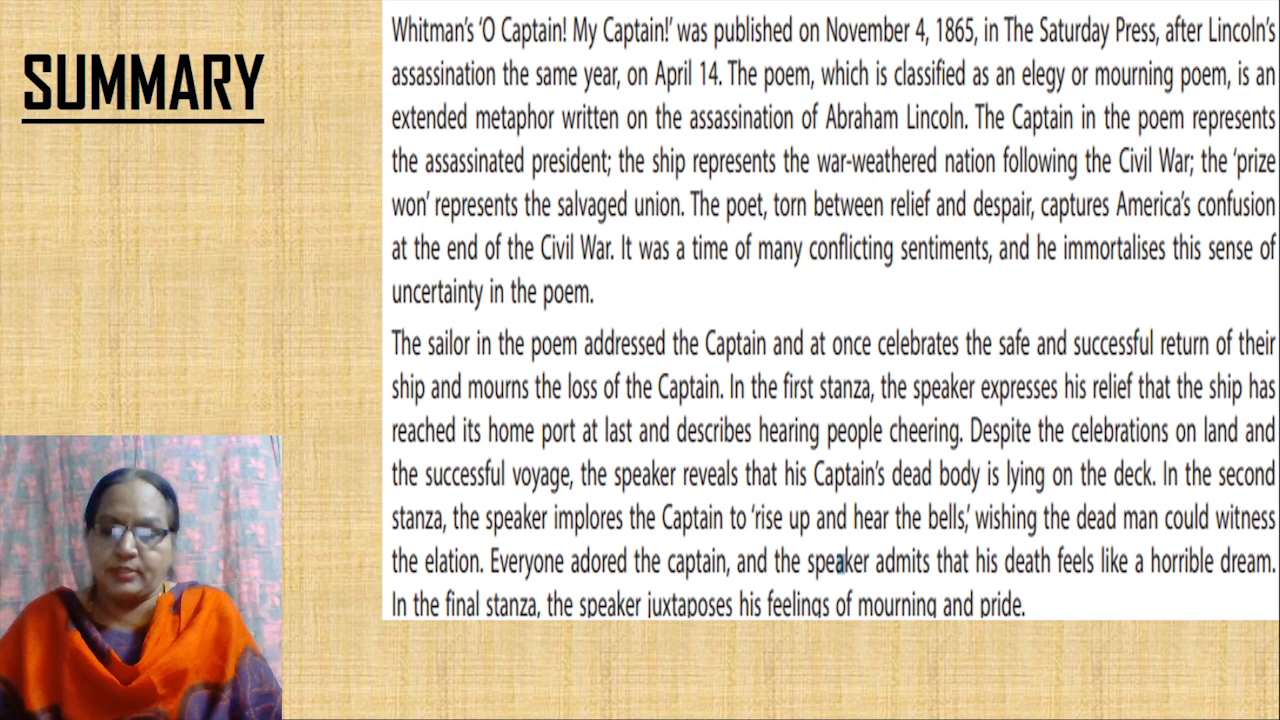 SUMMARY
Whitman's 'O Captain! My Captain!' was published on November 4, 1865, in The Saturday Press, after Lincoln's
assassination the same year, on April 14. The poem, which is classified as an elegy or mourning poem, is an
extended metaphor written on the assassination of Abraham Lincoln. The Captain in the poem represents
the assassinated president; the ship represents the war-weathered nation following the Civil War; the 'prize
won' represents the salvaged union. The poet, torn between relief and despair, captures America's confusion
at the end of the Civil War. It was a time of many conflicting sentiments, and he immortalises this sense of
uncertainty in the poem.
The sailor in the poem addressed the Captain and at once celebrates the safe and successful return of their
ship and mourns the loss of the Captain. In the first stanza, the speaker expresses his relief that the ship has
reached its home port at last and describes hearing people cheering. Despite the celebrations on land and
the successful voyage, the speaker reveals that his Captain's dead body is lying on the deck. In the second
stanza, the speaker implores the Captain to 'rise up and hear the bells,' wishing the dead man could witness
the elation. Everyone adored the captain, and the speaker admits that his death feels like a horrible dream.
In the final stanza, the speaker juxtaposes his feelings of mourning and pride.